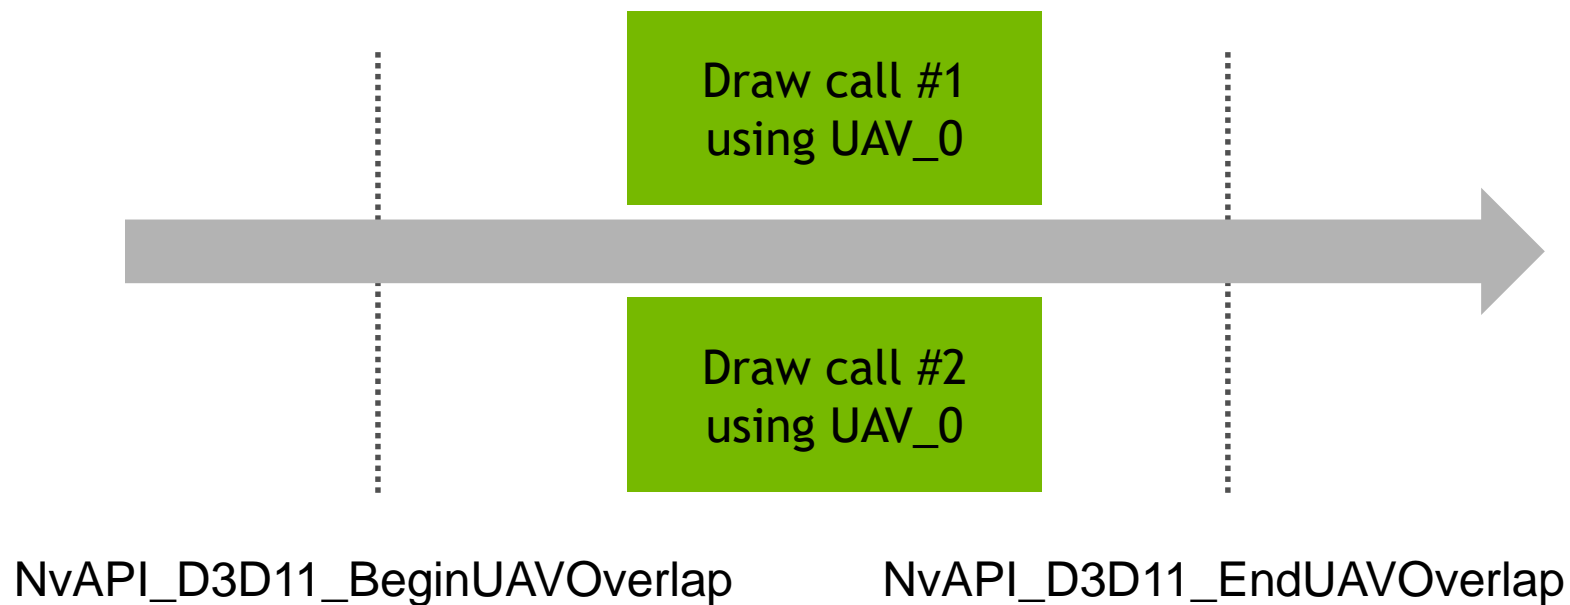 Draw call #1
using UAV_0
Draw call #2
using UAV_0
NvAPI_D3D11_BeginUAVOverlap
NvAPI_D3D11_EndUAVOverlap